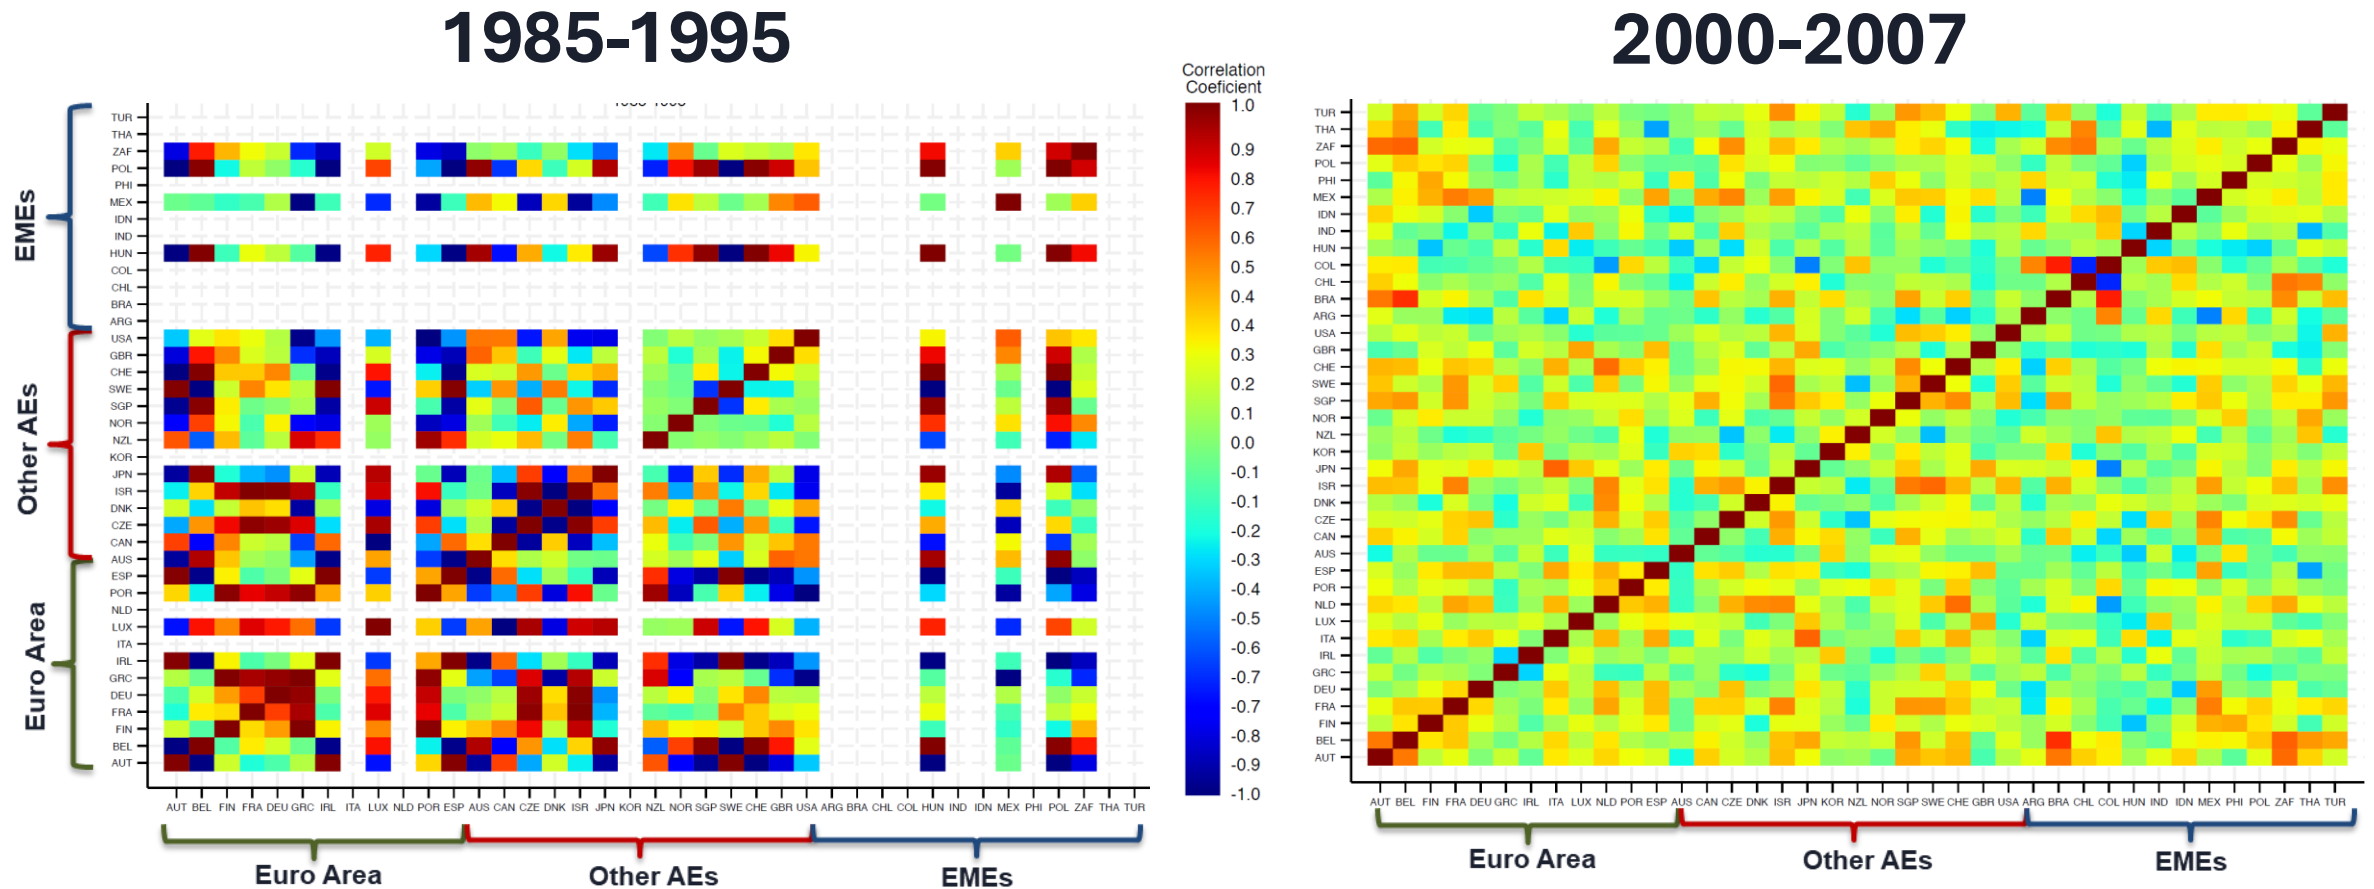 1985-1995
2000-2007
Correlation
Coeficient
1.0
0.9
0.8
0.7
0.6
0.5
0.4
0.4
0.3
0.2
0.1
0.0
-0.1
-0.1
-0.2
-0.3
-0.4
-0.5
-0.6
-0.7
-0.7
-0.8
-0.9
-1.0
EMEs
Other AEs
Euro Area
TUR
THA
ZAF
POL
PHI
MEX
IDN
IND
HUN
COL
CHL
BRA
ARG
USA
GBR
CHE
SWE
SGP
NOR
NZL
KOR
JPN
ISR
DNK
CZE
CAN
AUS
ESP
POR
NLD
LUX
ITA
IRL
GRC
DEU
FRA
FIN
BEL
AUT
AUT BEL FIN FRA DEU GRC IRL ITA LUX NLD POR ESP AUS CAN CZE DNK ISR JPN KOR NZL NOR SGP SWE CHE GBR USA ARG BRA CHL COL HUN IND IDN MEX PHI POL ZAF THA TUR
Euro Area
Other AEs
EMEs
TUR
THA
ZAF
POL
PHI
MEX
IDN
IND
HUN
COL
CHL
BRA
ARG
USA
GBR
CHE
SWE
SGP
NOR
NZL
KOR
JPN
ISR
DNK
CZE
CAN
AUS
ESP
POR
NLD
LUX
ITA
IRL
GRC
DEU
FRA
FIN
BEL
AUT
AUT BEL FIN FRA DEU GRC IRL ITA LUX NLD POR ESP AUS CAN CZE DNK ISR JPN KOR NZL NOR SGP SWE CHE GBR USA ARG BRA CHL COL HUN IND IDN MEX PHI POL ZAF THA TUR
Euro Area
Other AEs
EMEs